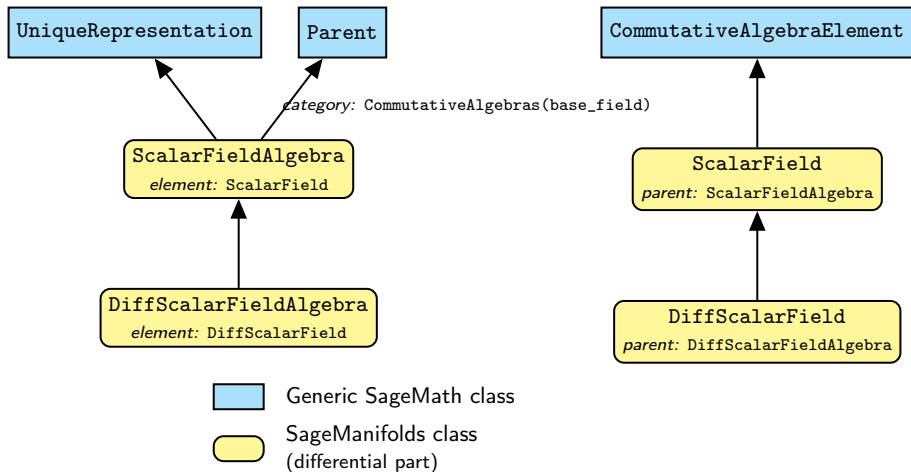 UniqueRepresentation
Parent
CommutativeAlgebraElement
category: CommutativeAlgebras(base_field)
ScalarFieldAlgebra
element: ScalarField
ScalarField
parent: ScalarFieldAlgebra
DiffScalarFieldAlgebra
element: DiffScalarField
DiffScalarField
parent: DiffScalarFieldAlgebra
Generic SageMath class
SageManifolds class
(differential part)